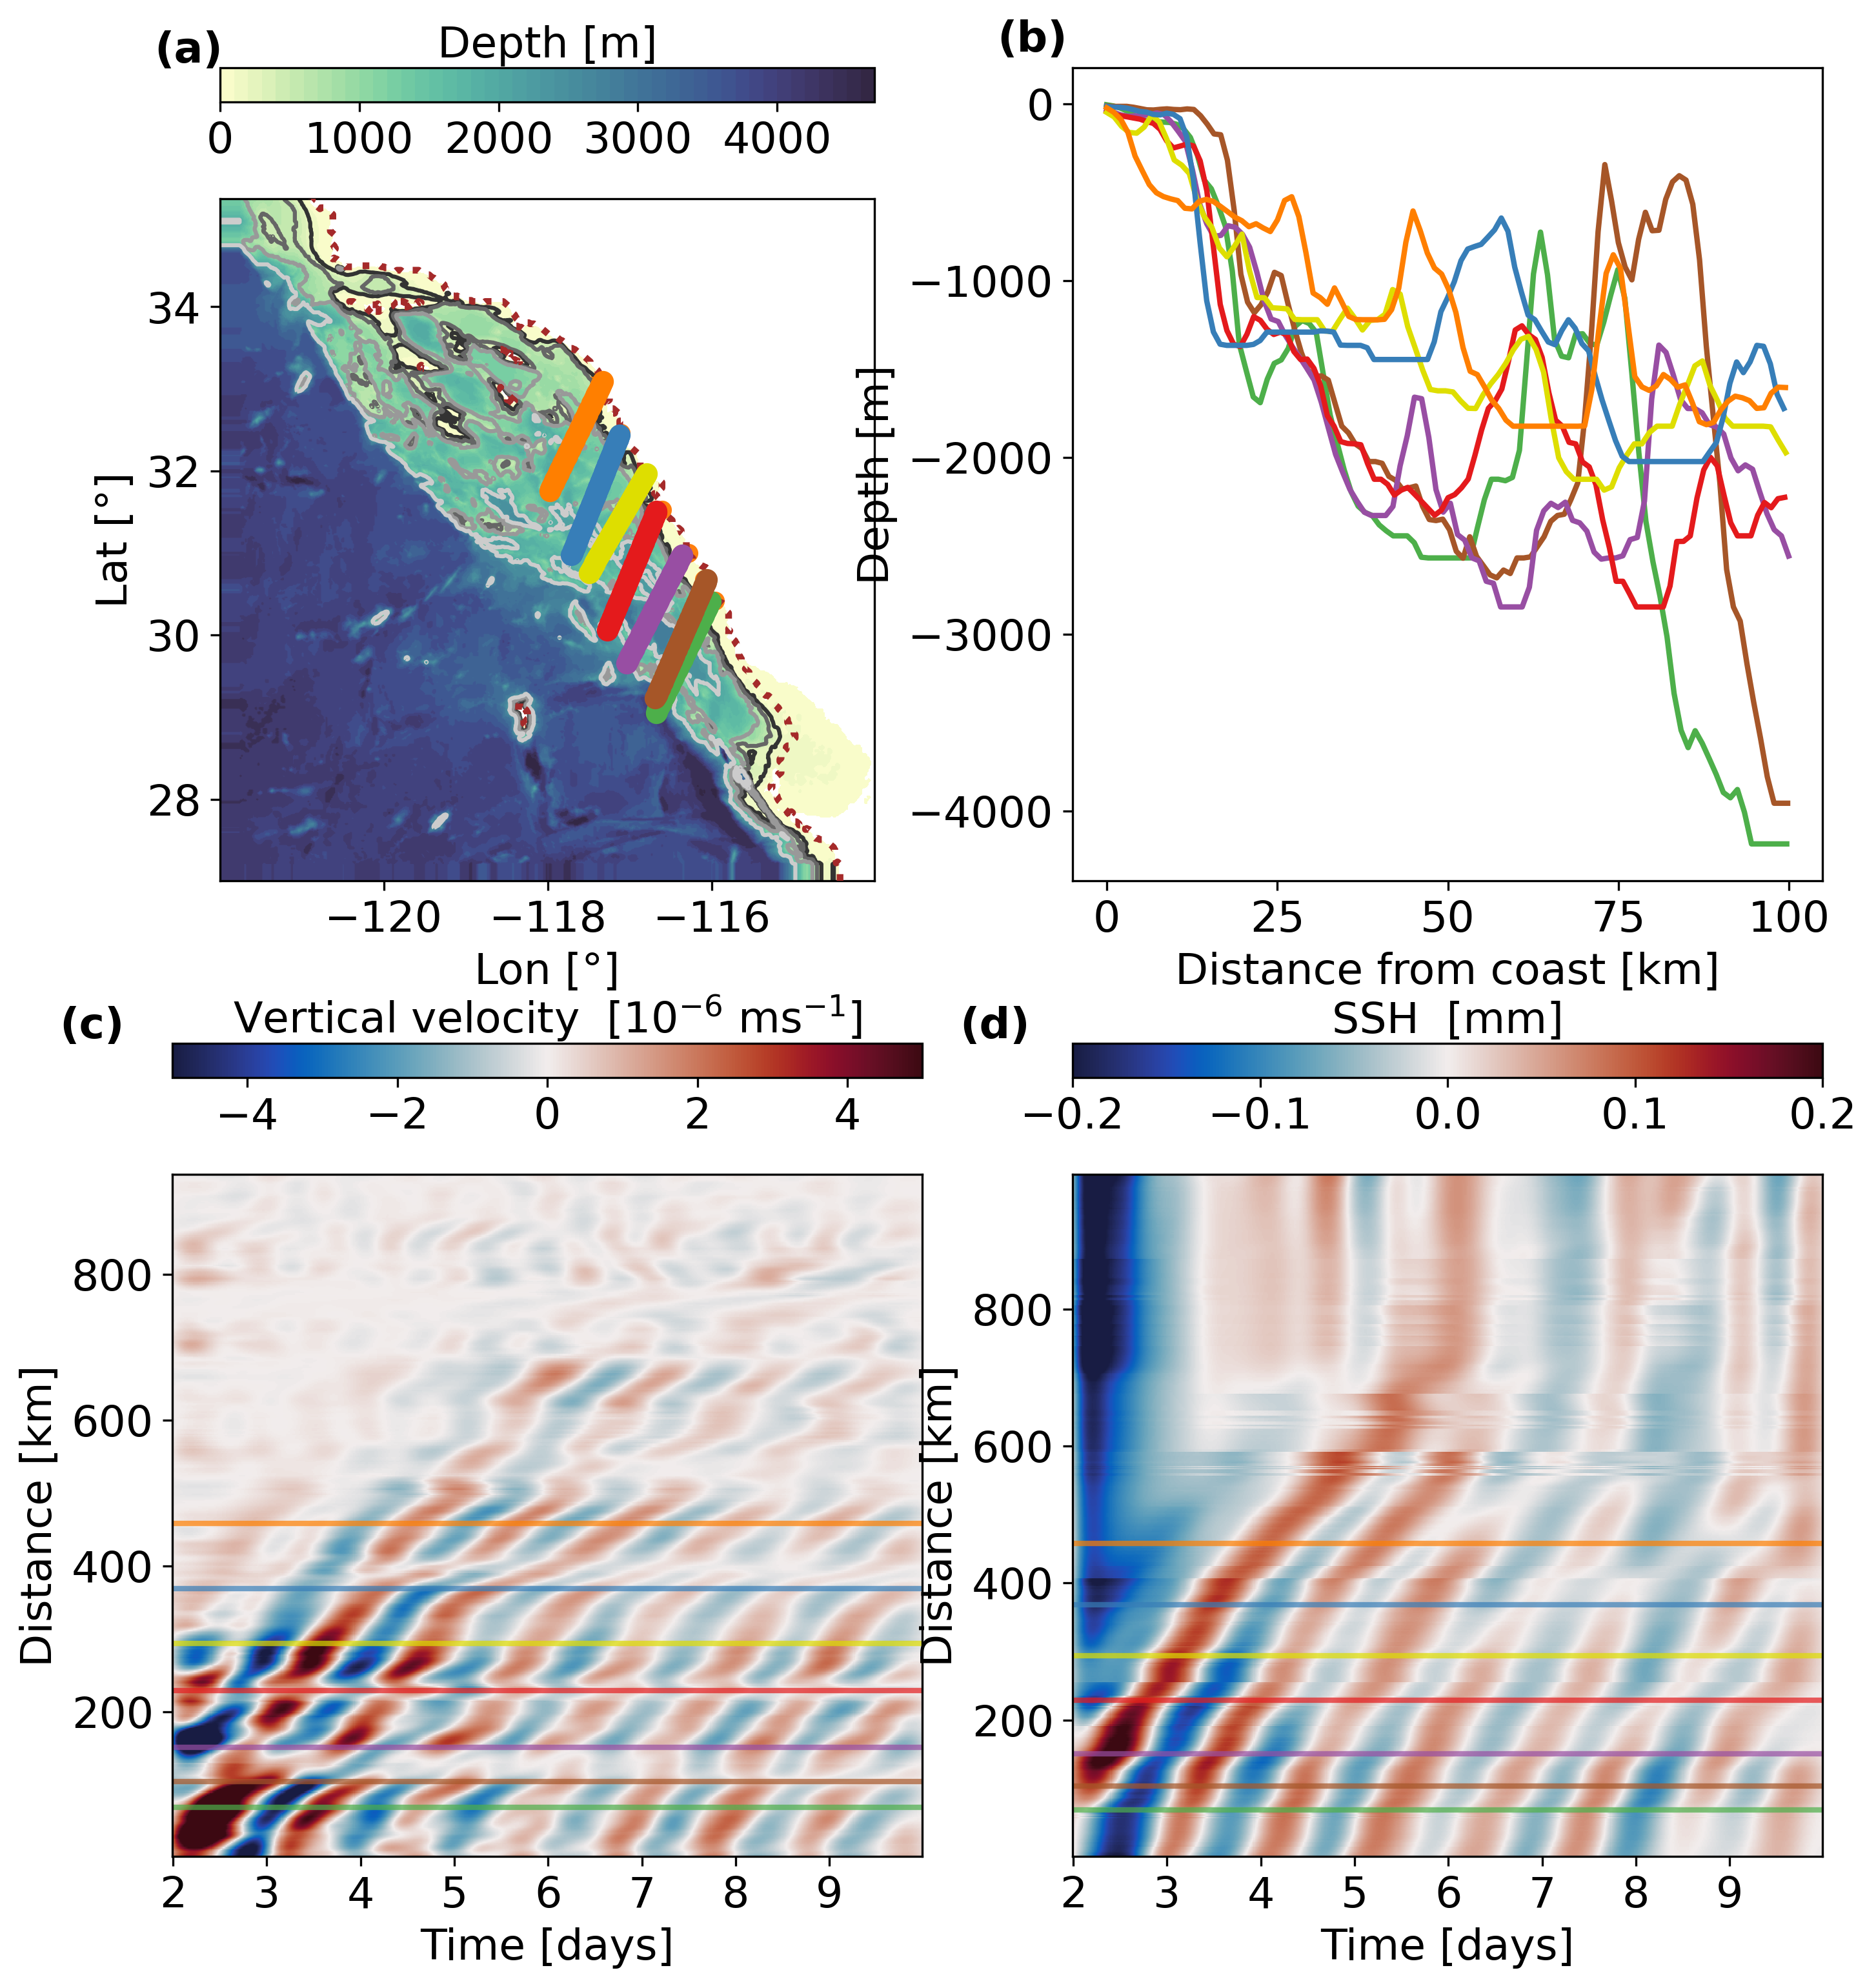 (a)
Depth [m]
0 1000 2000 3000 4000
34
32
30
28
Lat [°]
−120 −118 −116
Lon [°]
(b)
0
−1000
−2000
−3000
−4000
Depth [m]
0 25 50 75 100
Distance from coast [km]
(c)
Vertical velocity [10⁻⁶ ms⁻¹]
−4 −2 0 2 4
800
600
400
200
Distance [km]
2 3 4 5 6 7 8 9
Time [days]
(d)
SSH [mm]
−0.2 −0.1 0.0 0.1 0.2
800
600
400
200
Distance [km]
2 3 4 5 6 7 8 9
Time [days]